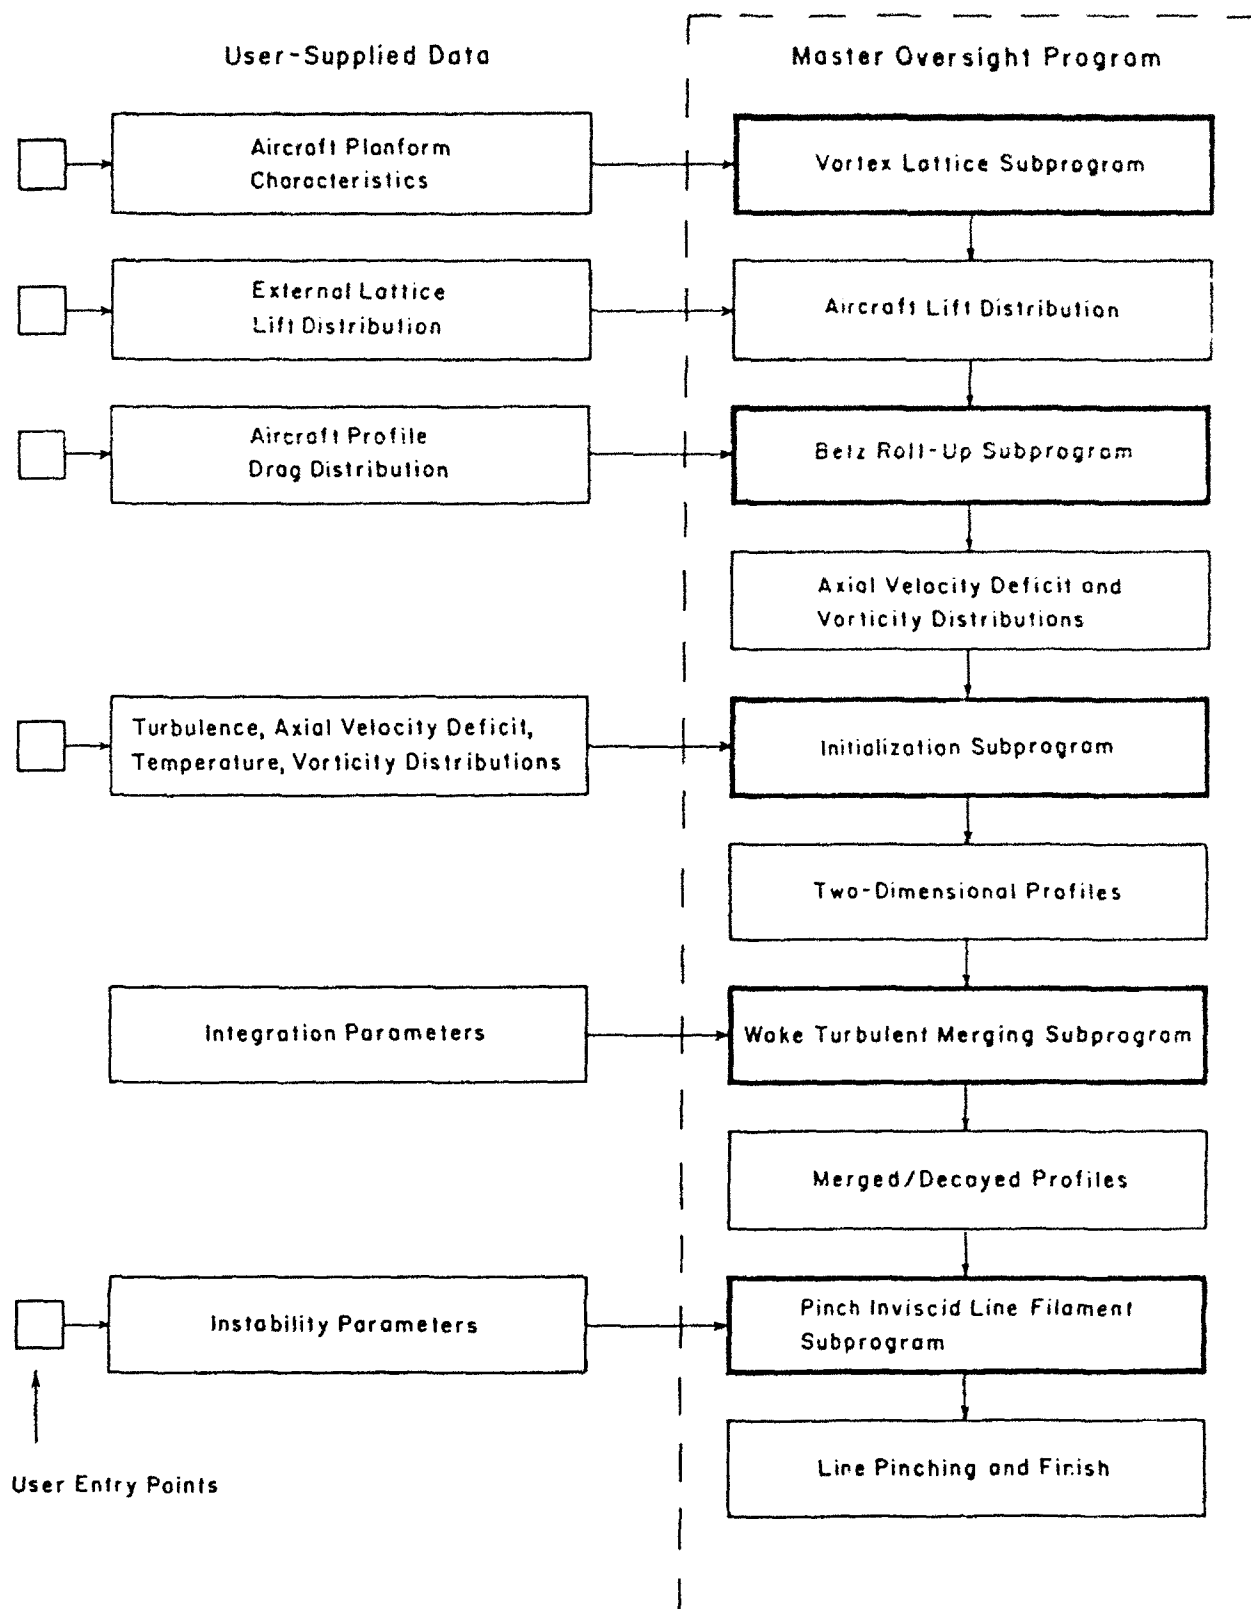 User-Supplied Data
Master Oversight Program
Aircraft Planform
Characteristics
Vortex Lattice Subprogram
External Lattice
Lift Distribution
Aircraft Lift Distribution
Aircraft Profile
Drag Distribution
Betz Roll-Up Subprogram
Axial Velocity Deficit and
Vorticity Distributions
Turbulence, Axial Velocity Deficit,
Temperature, Vorticity Distributions
Initialization Subprogram
Two-Dimensional Profiles
Integration Parameters
Wake Turbulent Merging Subprogram
Merged/Decayed Profiles
Instability Parameters
Pinch Inviscid Line Filament
Subprogram
User Entry Points
Line Pinching and Finish